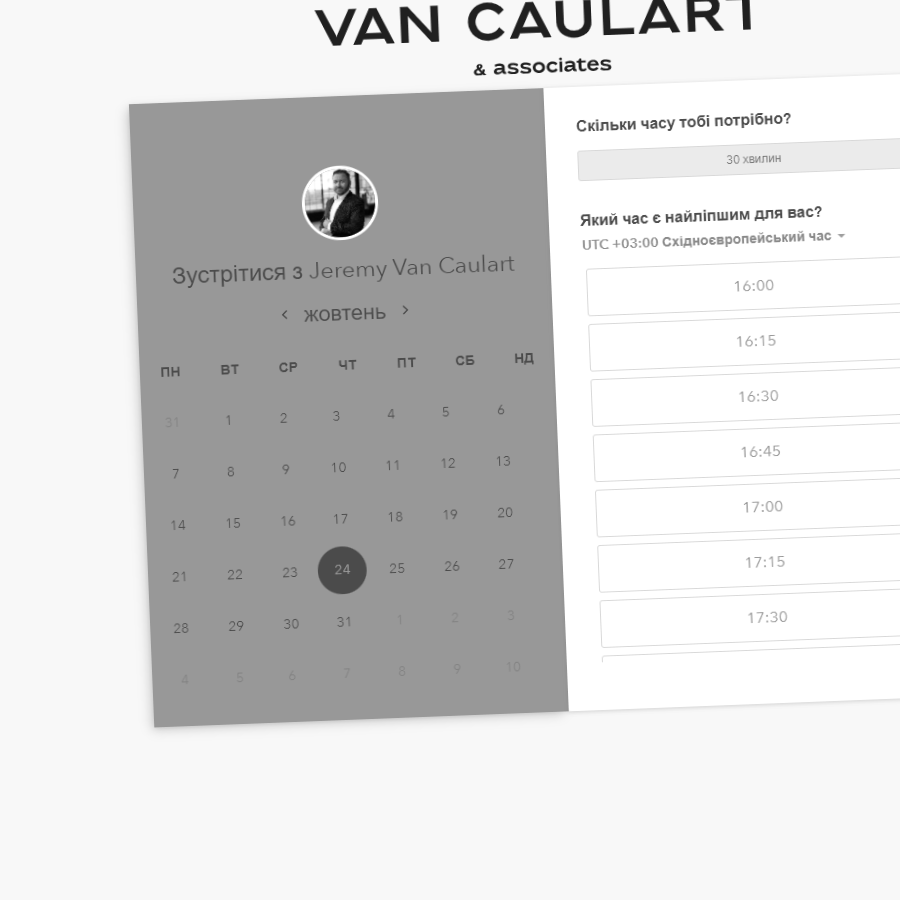 VAN CAULART
& associates
Зустрітися з Jeremy Van Caulart
жовтень
ПН ВТ СР ЧТ ПТ СБ НД
31 1 2 3 4 5 6
7 8 9 10 11 12 13
14 15 16 17 18 19 20
21 22 23 24 25 26 27
28 29 30 31 1 2 3
4 5 6 7 8 9 10
Скільки часу тобі потрібно?
30 хвилин
Який час є найліпшим для вас?
UTC +03:00 Східноєвропейський час
16:00
16:15
16:30
16:45
17:00
17:15
17:30